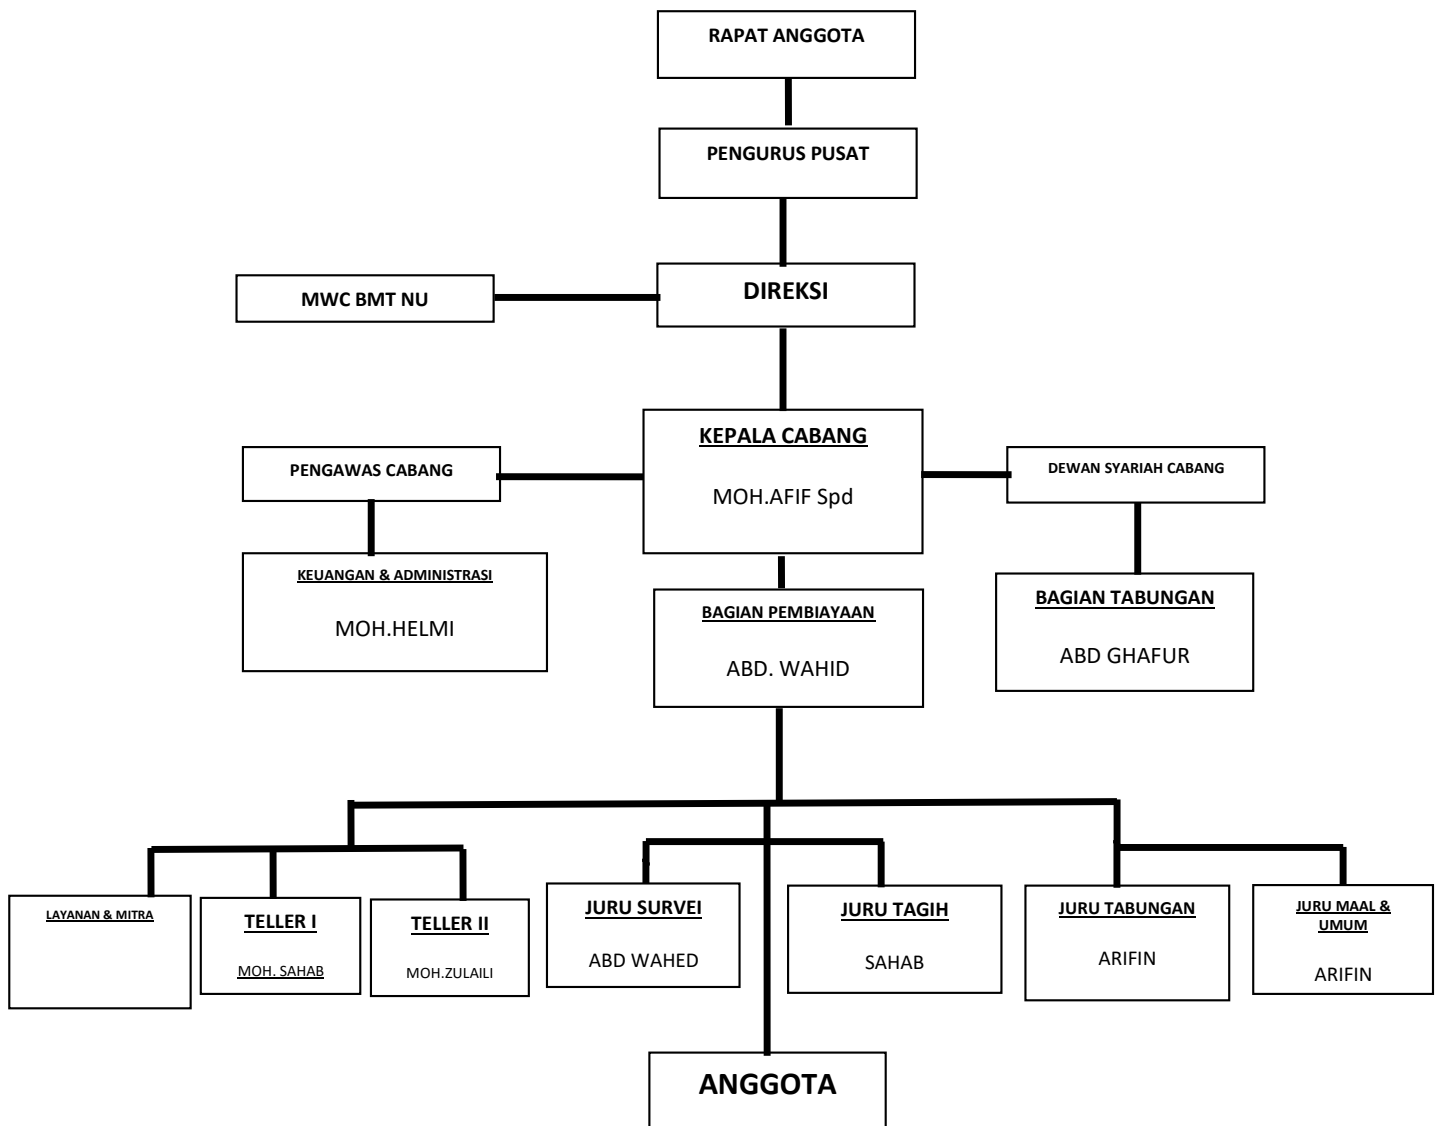 RAPAT ANGGOTA
PENGURUS PUSAT
MWC BMT NU
DIREKSI
PENGAWAS CABANG
KEPALA CABANG
MOH.AFIF Spd
DEWAN SYARIAH CABANG
KEUANGAN & ADMINISTRASI
MOH.HELMI
BAGIAN PEMBIAYAAN
ABD. WAHID
BAGIAN TABUNGAN
ABD GHAFUR
LAYANAN & MITRA
TELLER I
MOH. SAHAB
TELLER II
MOH.ZULAILI
JURU SURVEI
ABD WAHED
JURU TAGIH
SAHAB
JURU TABUNGAN
ARIFIN
JURU MAAL &
UMUM
ARIFIN
ANGGOTA